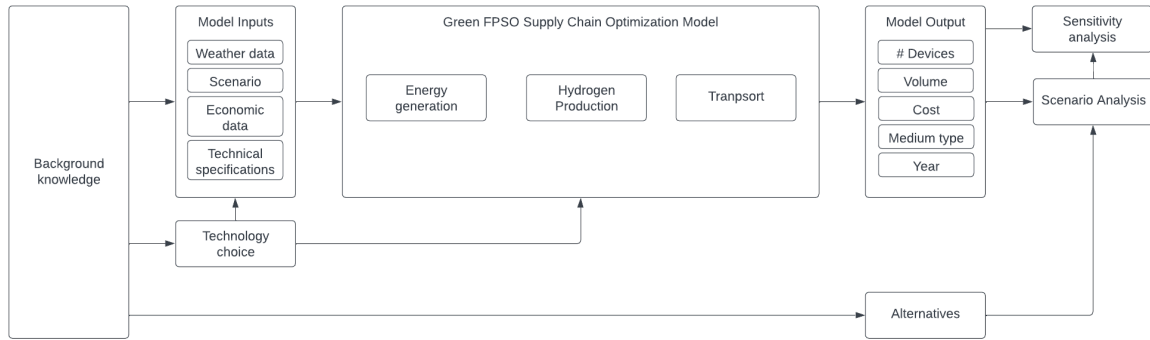 Background
knowledge
Model Inputs
Weather data
Scenario
Economic
data
Technical
specifications
Technology
choice
Green FPSO Supply Chain Optimization Model
Energy
generation
Hydrogen
Production
Tranpsort
Model Output
# Devices
Volume
Cost
Medium type
Year
Alternatives
Sensitivity
analysis
Scenario Analysis